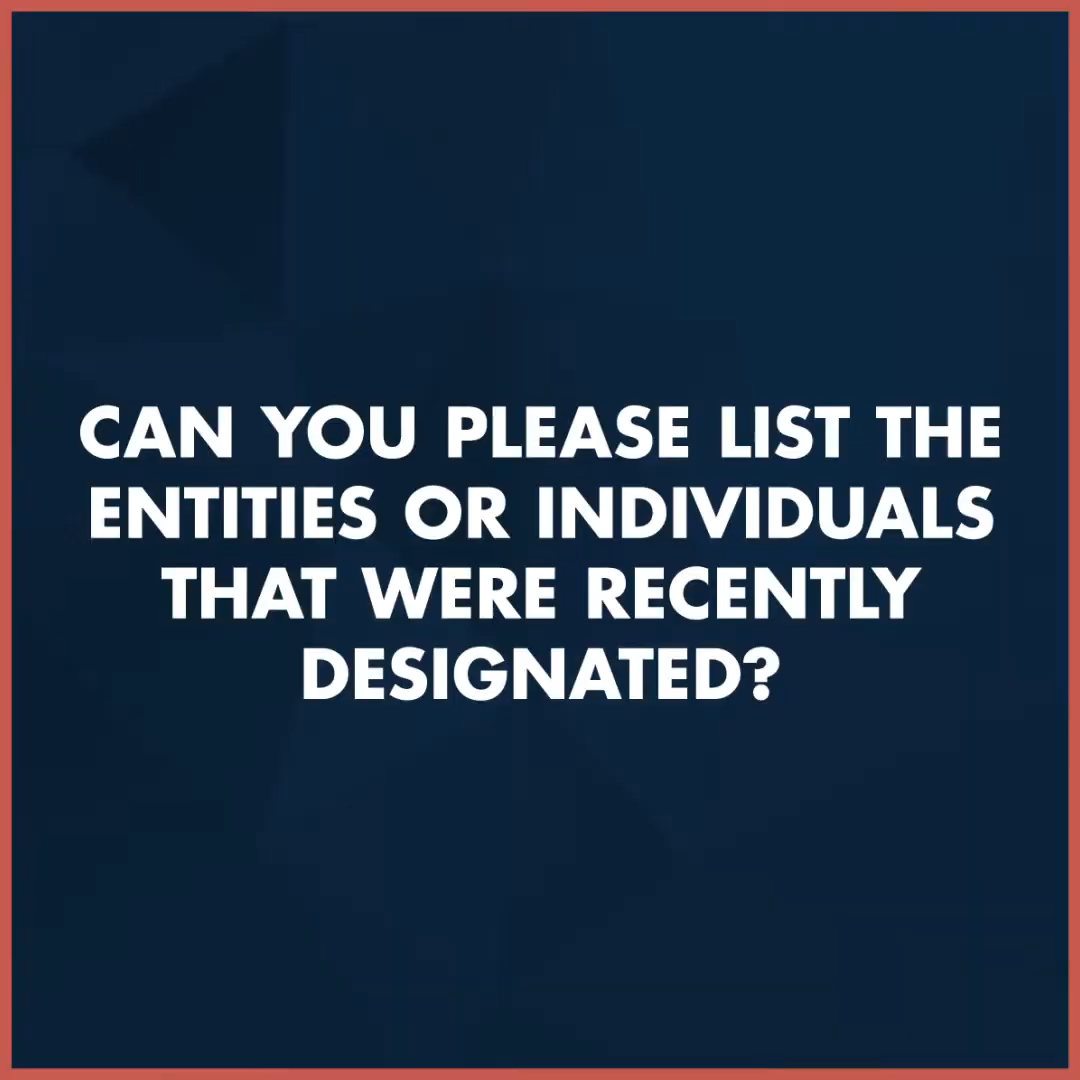 CAN YOU PLEASE LIST THE
ENTITIES OR INDIVIDUALS
THAT WERE RECENTLY
DESIGNATED?